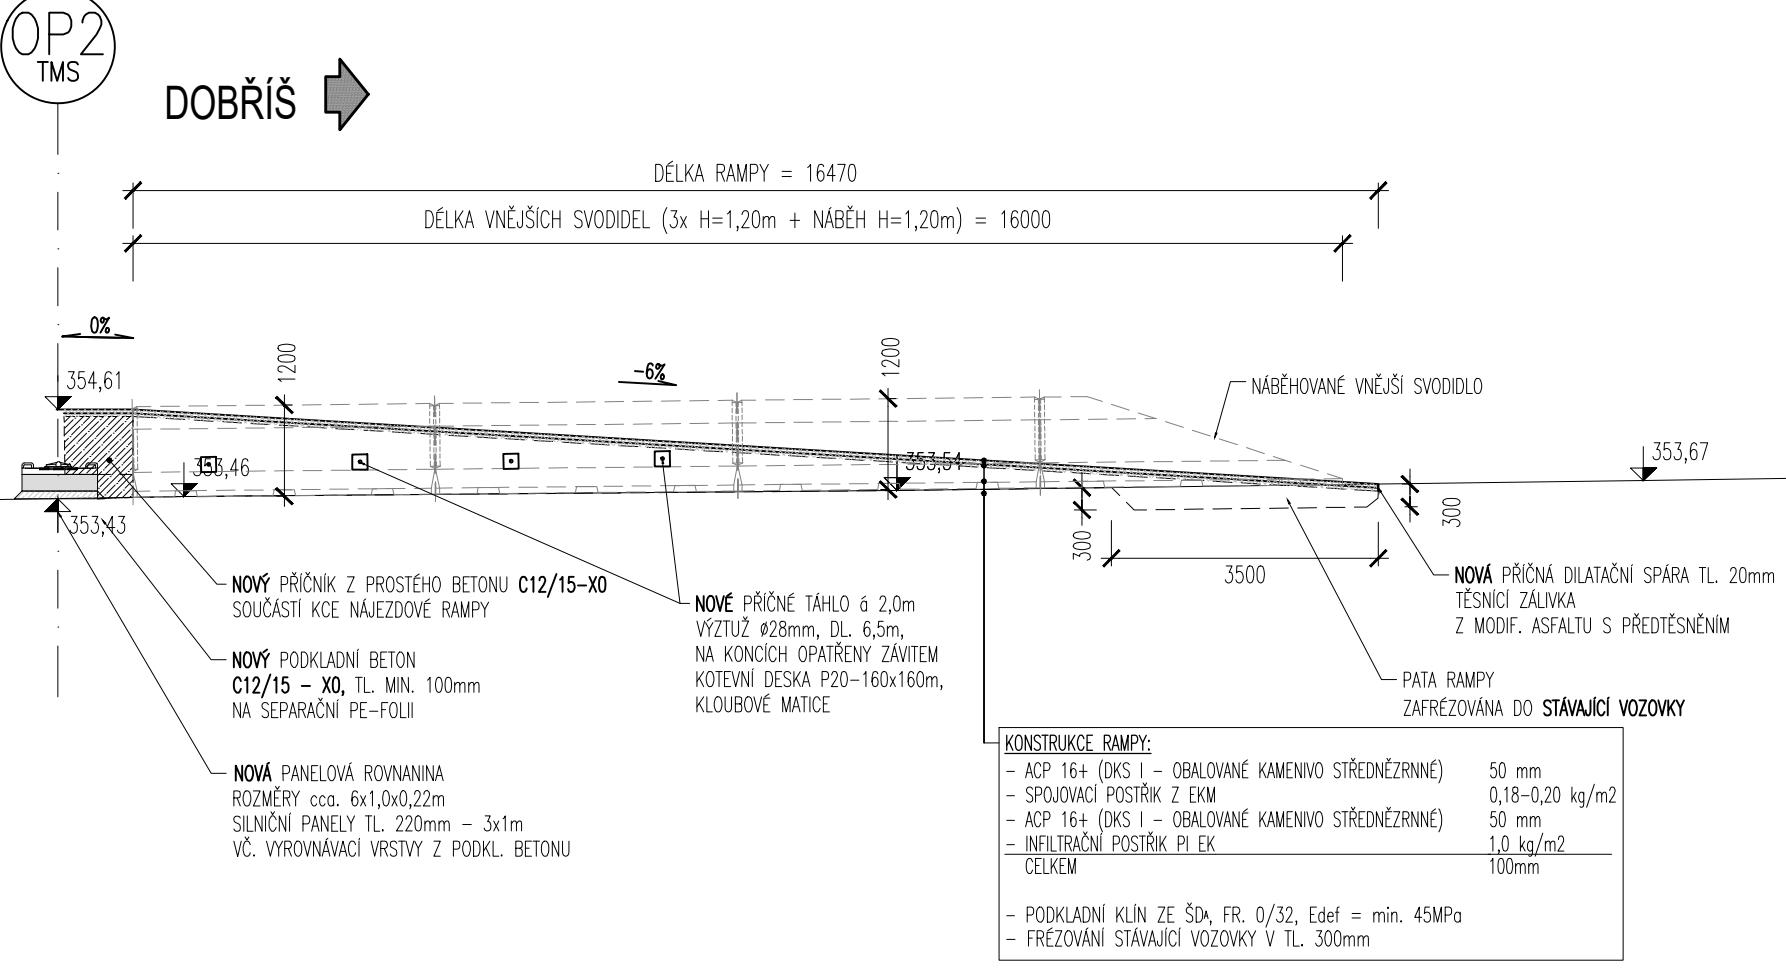 OP2
TMS
DOBŘÍŠ
DÉLKA RAMPY = 16470
DÉLKA VNĚJŠÍCH SVODIDEL (3x H=1,20m + NÁBĚH H=1,20m) = 16000
0%
354,61
1200
-6%
1200
NÁBĚHOVANÉ VNĚJŠÍ SVODIDLO
353,46
353,54
353,67
353,43
300
3500
300
NOVÝ PŘÍČNÍK Z PROSTÉHO BETONU C12/15-X0
SOUČÁSTÍ KCE NÁJEZDOVÉ RAMPY
NOVÝ PODKLADNÍ BETON
C12/15 - X0, TL. MIN. 100mm
NA SEPARAČNÍ PE-FOLII
NOVÁ PANELOVÁ ROVNANINA
ROZMĚRY cca. 6x1,0x0,22m
SILNIČNÍ PANELY TL. 220mm - 3x1m
VČ. VYROVNÁVACÍ VRSTVY Z PODKL. BETONU
NOVÉ PŘÍČNÉ TÁHLO á 2,0m
VÝZTUŽ ø28mm, DL. 6,5m,
NA KONCÍCH OPATŘENY ZÁVITEM
KOTEVNÍ DESKA P20-160x160m,
KLOUBOVÉ MATICE
NOVÁ PŘÍČNÁ DILATAČNÍ SPÁRA TL. 20mm
TĚSNÍCÍ ZÁLIVKA
Z MODIF. ASFALTU S PŘEDTĚSNĚNÍM
PATA RAMPY
ZAFRÉZOVÁNA DO STÁVAJÍCÍ VOZOVKY
KONSTRUKCE RAMPY:
- ACP 16+ (DKS I - OBALOVANÉ KAMENIVO STŘEDNĚZRNNÉ) 50 mm
- SPOJOVACÍ POSTŘIK Z EKM 0,18-0,20 kg/m2
- ACP 16+ (DKS I - OBALOVANÉ KAMENIVO STŘEDNĚZRNNÉ) 50 mm
- INFILTRAČNÍ POSTŘIK PI EK 1,0 kg/m2
CELKEM 100mm
- PODKLADNÍ KLÍN ZE ŠDA, FR. 0/32, Edef = min. 45MPa
- FRÉZOVÁNÍ STÁVAJÍCÍ VOZOVKY V TL. 300mm